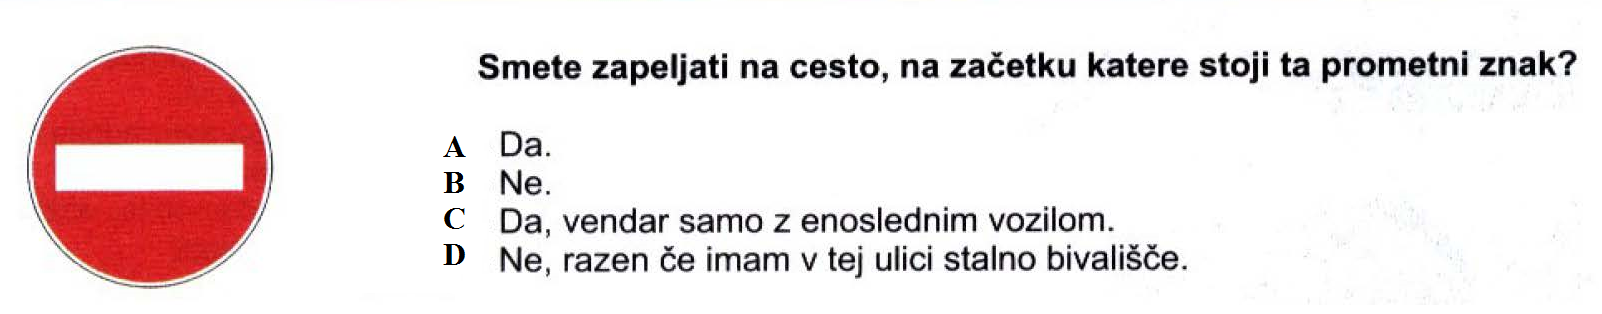 Smete zapeljati na cesto, na začetku katere stoji ta prometni znak?
A Da.
B Ne.
C Da, vendar samo z enoslednim vozilom.
D Ne, razen če imam v tej ulici stalno bivališče.